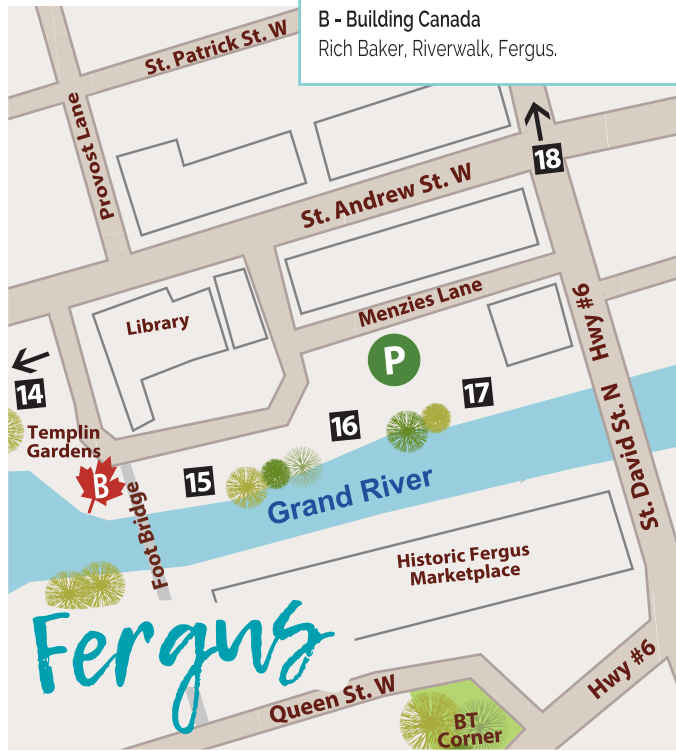 B - Building Canada
Rich Baker, Riverwalk, Fergus.
St. Patrick St. W
Provost Lane
18
St. Andrew St. W
Menzies Lane
Hwy #6
Library
P
14
17
16
Templin
Gardens
B
15
Grand River
St. David St. N
Foot Bridge
Historic Fergus
Marketplace
Fergus
Hwy #6
Queen St. W
BT
Corner